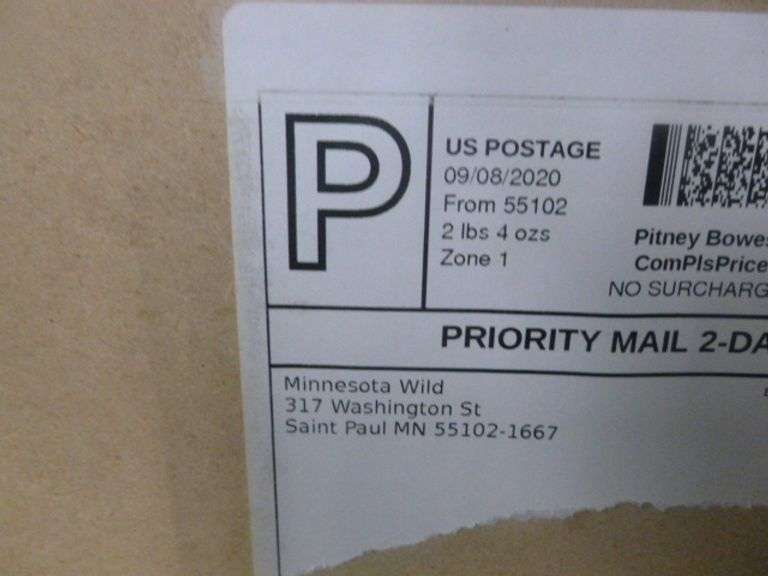 P
US POSTAGE
09/08/2020
From 55102
2 lbs 4 ozs
Zone 1
Pitney Bowes
ComPlsPrice
NO SURCHARG
PRIORITY MAIL 2-DA
Minnesota Wild
317 Washington St
Saint Paul MN 55102-1667